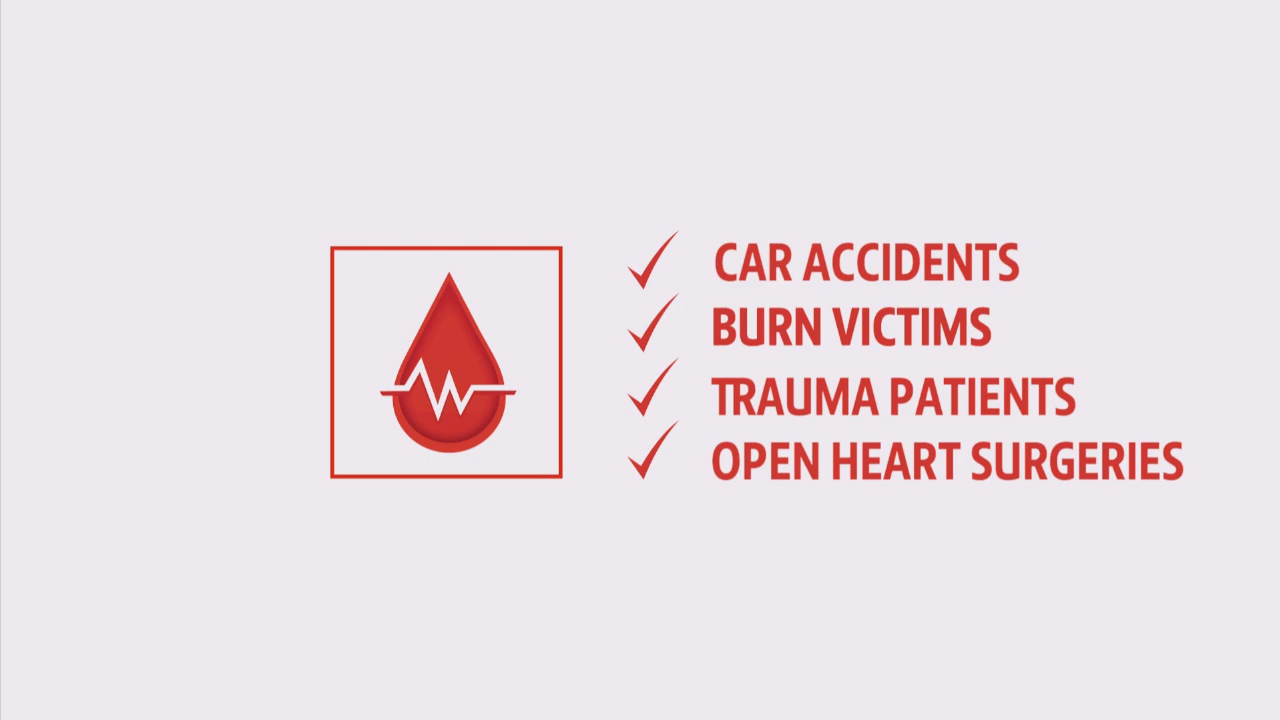 CAR ACCIDENTS
BURN VICTIMS
TRAUMA PATIENTS
OPEN HEART SURGERIES